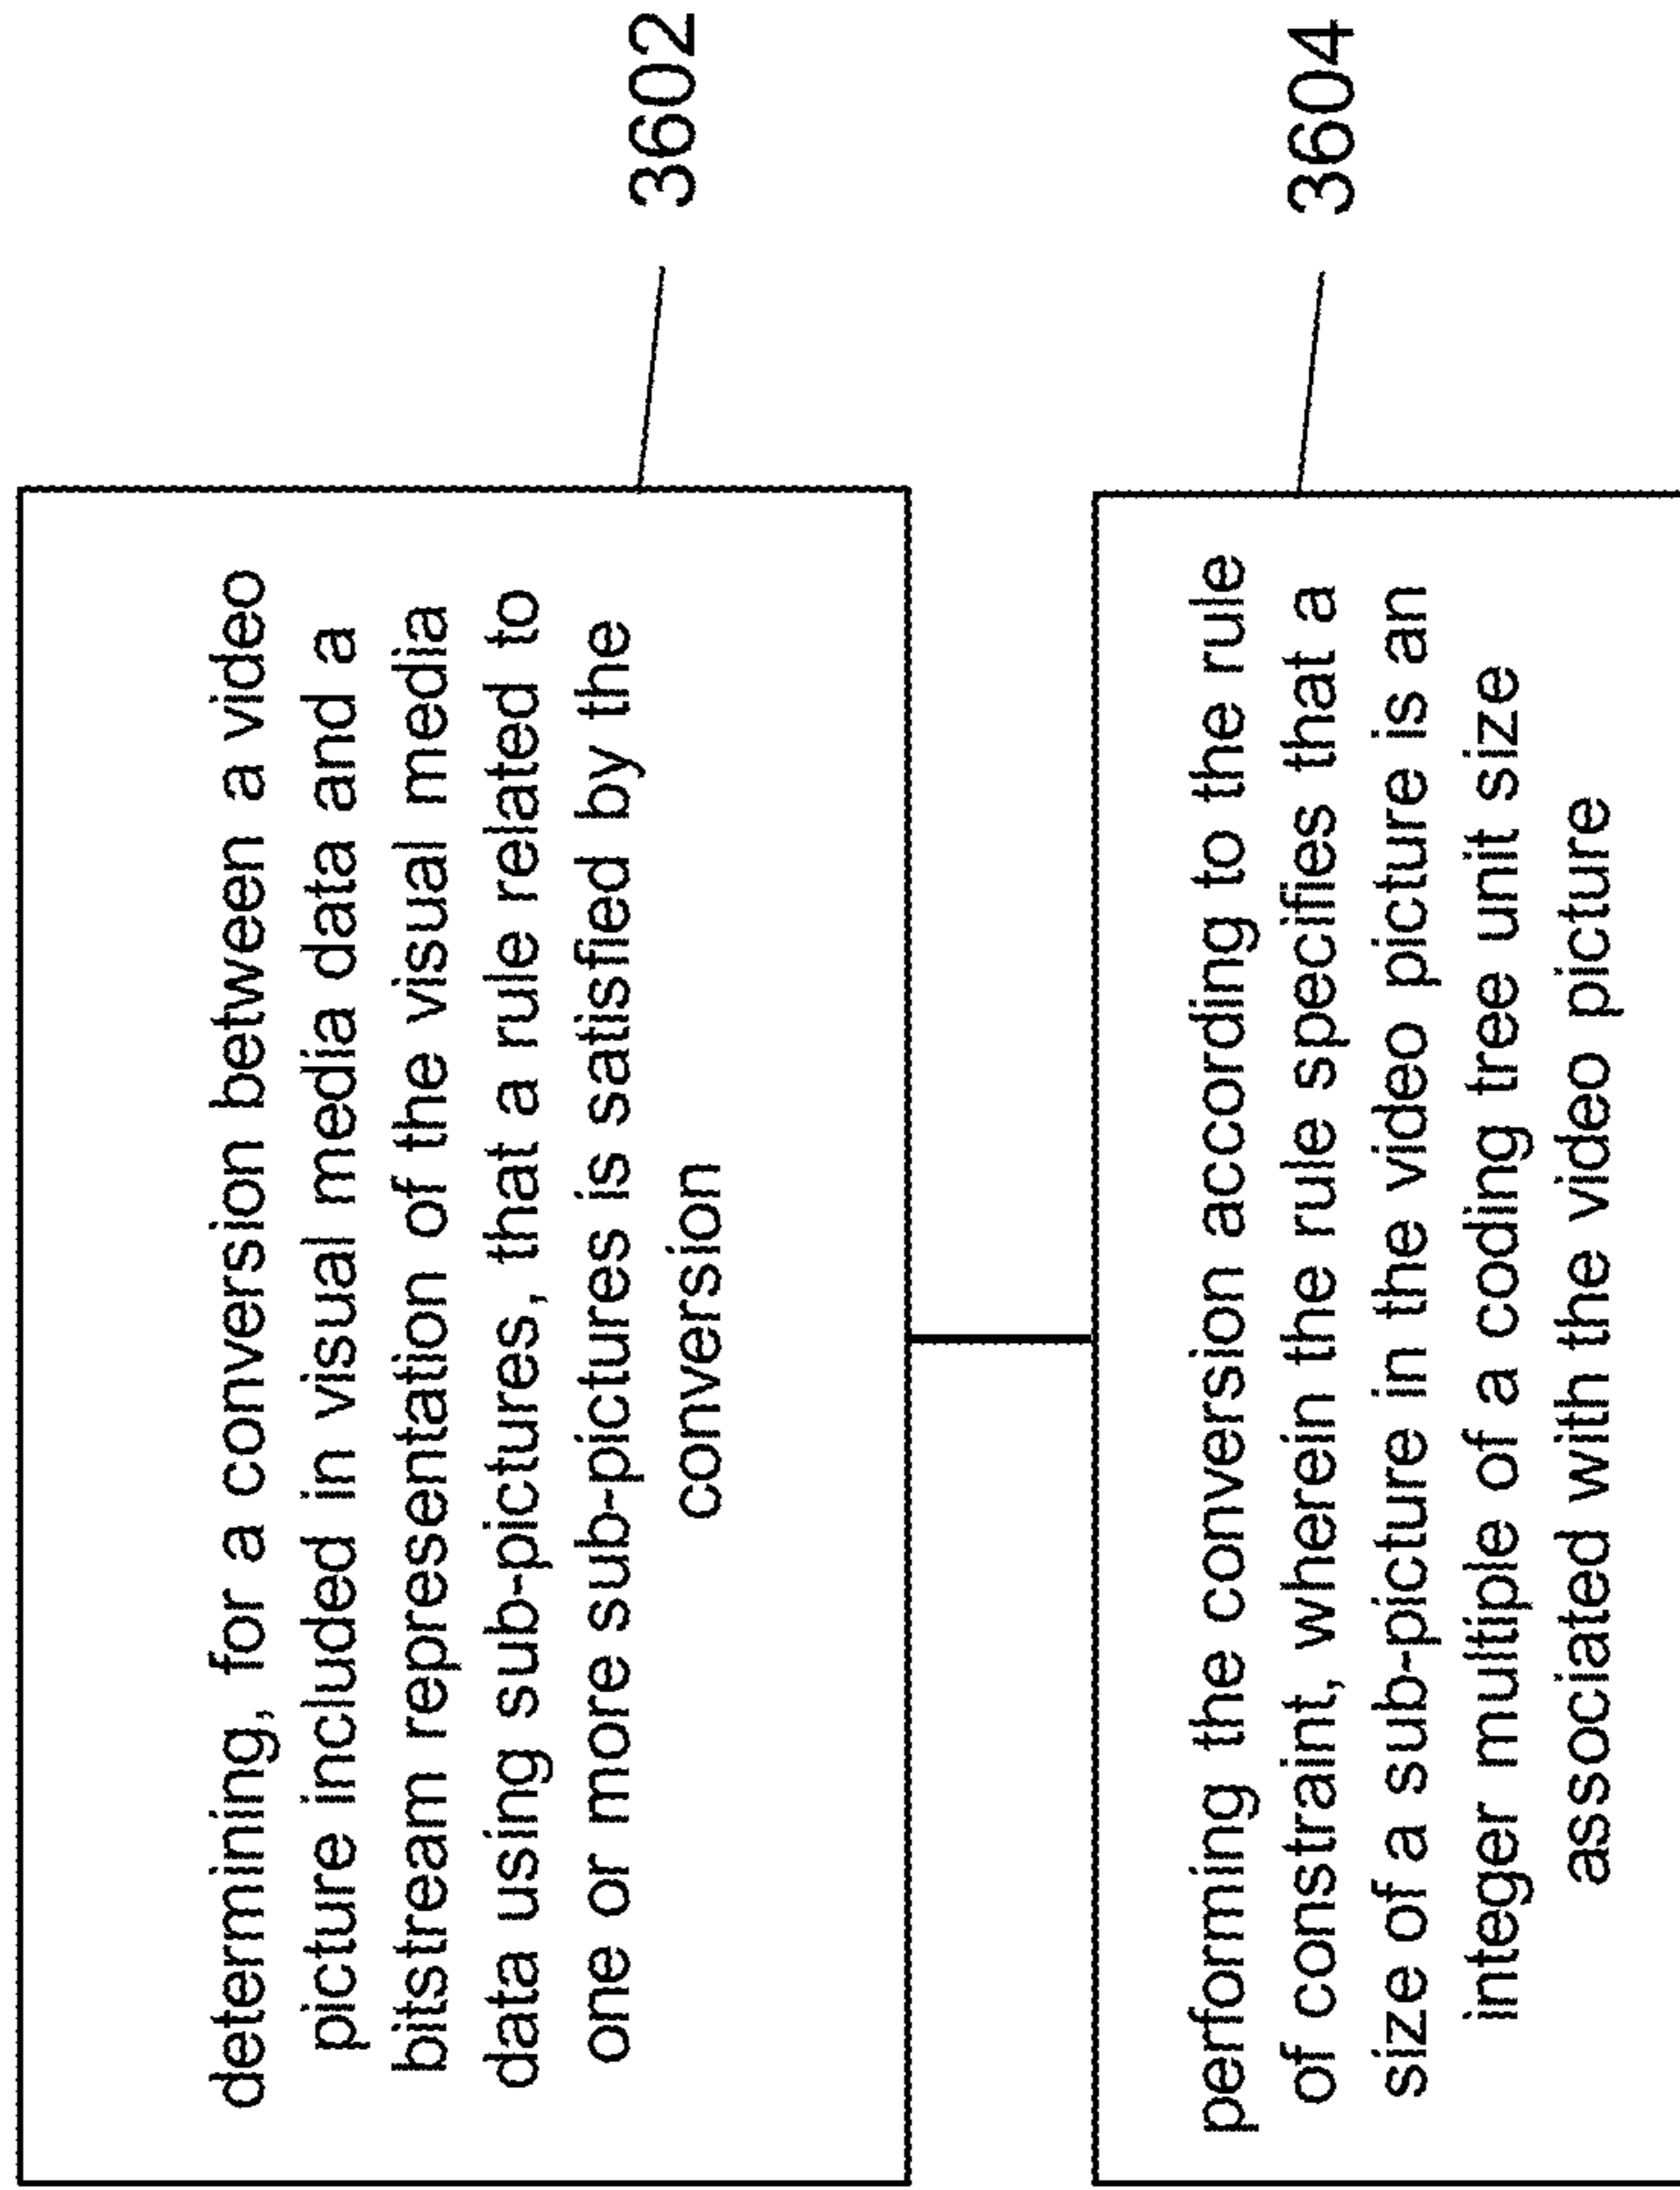 determining, for a conversion between a video
picture included in visual media data and a
bitstream representation of the visual media
data using sub-pictures, that a rule related to
one or more sub-pictures is satisfied by the
conversion
3602
performing the conversion according to the rule
of constraint, wherein the rule specifies that a
size of a sub-picture in the video picture is an
integer multiple of a coding tree unit size
associated with the video picture
3604